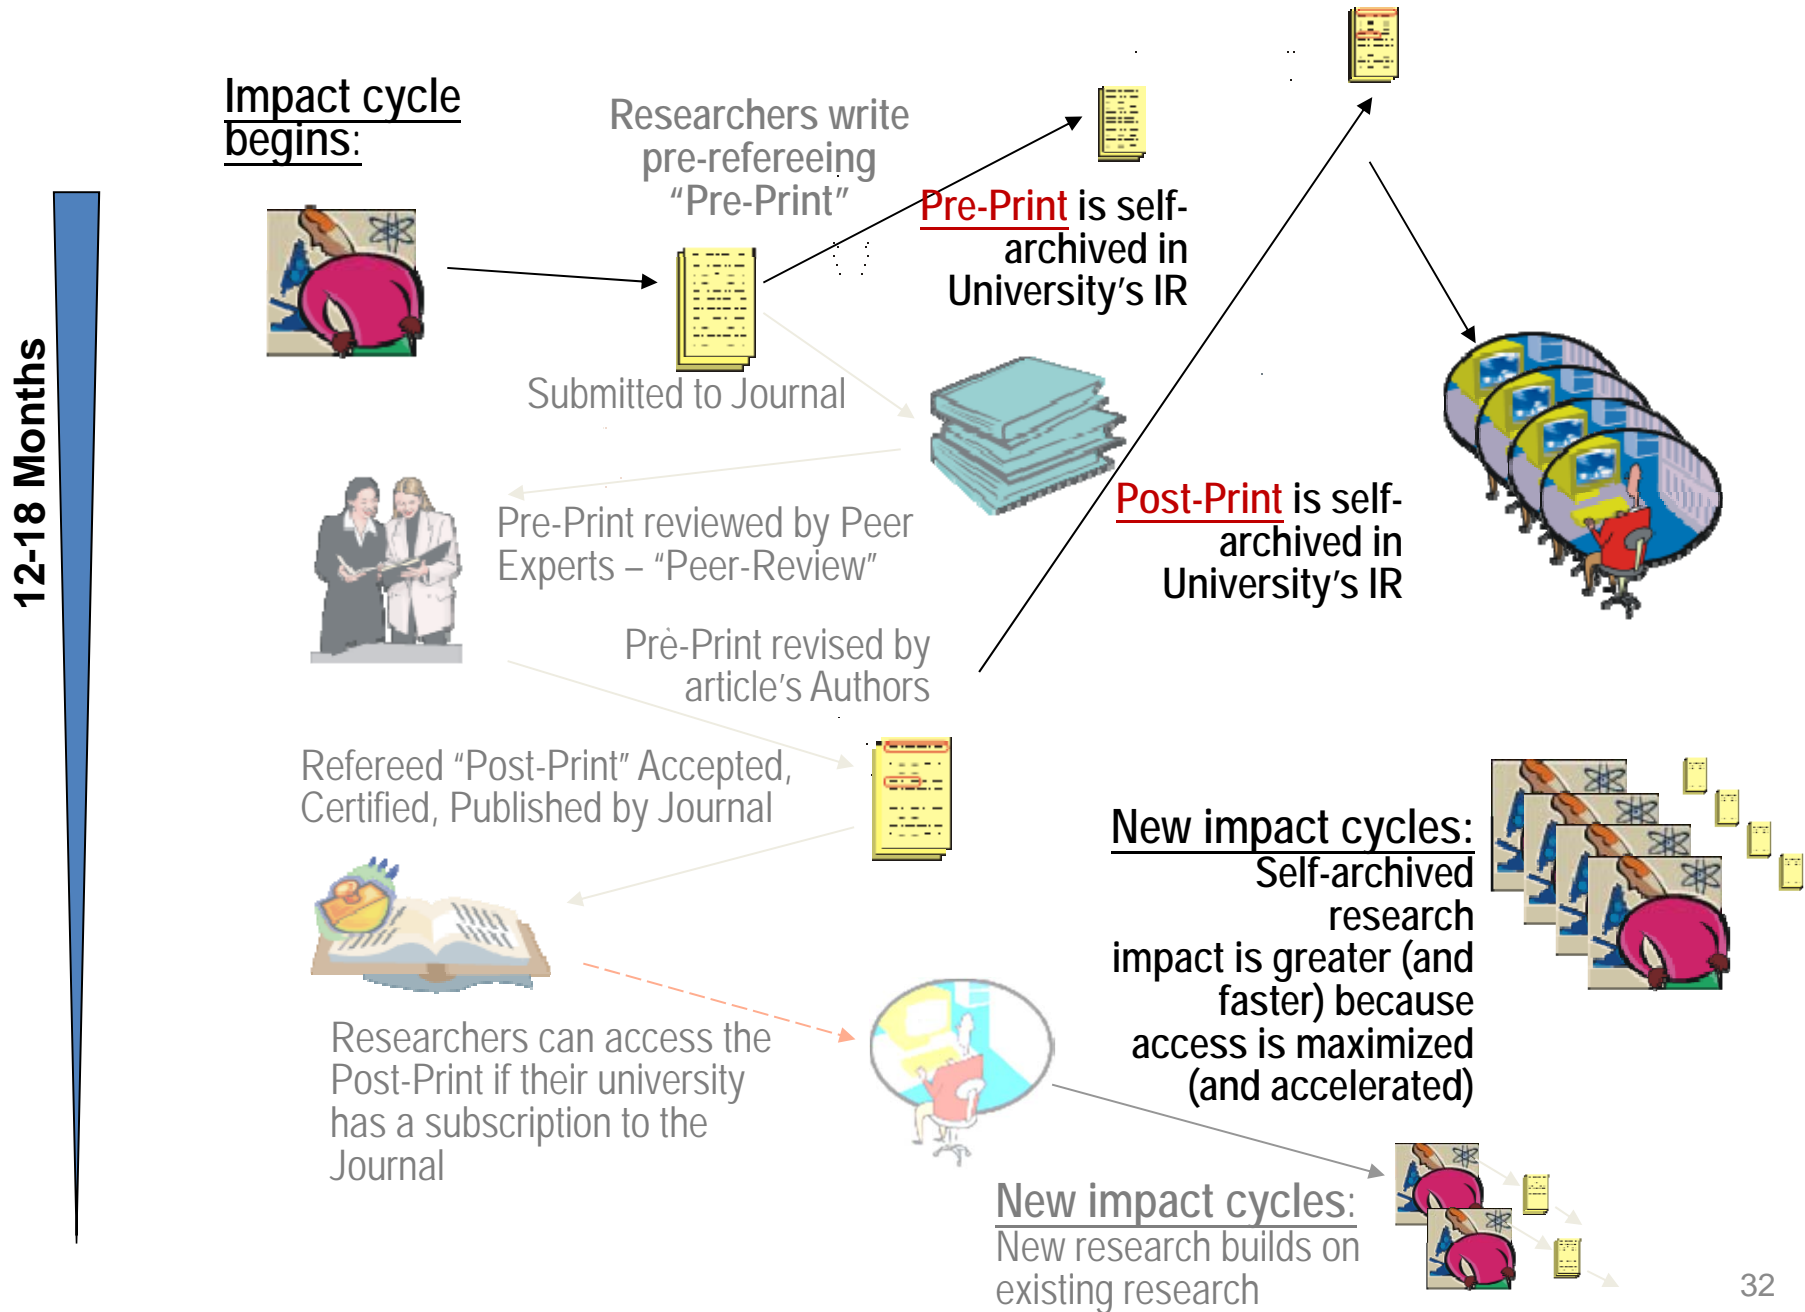 Impact cycle
begins:
Researchers write
pre-refereeing
“Pre-Print”
Pre-Print is self-
archived in
University’s IR
12-18 Months
Submitted to Journal
Pre-Print reviewed by Peer
Experts – “Peer-Review”
Post-Print is self-
archived in
University’s IR
Pre-Print revised by
article’s Authors
Refereed “Post-Print” Accepted,
Certified, Published by Journal
New impact cycles:
Self-archived
research
impact is greater (and
faster) because
access is maximized
(and accelerated)
Researchers can access the
Post-Print if their university
has a subscription to the
Journal
New impact cycles:
New research builds on
existing research
32